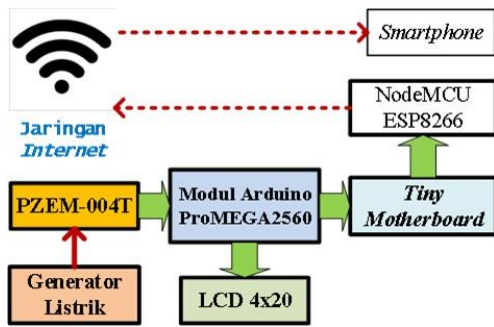 Smartphone
Jaringan
Internet
NodeMCU
ESP8266
PZEM-004T
Modul Arduino
ProMEGA2560
Tiny
Motherboard
Generator
Listrik
LCD 4x20